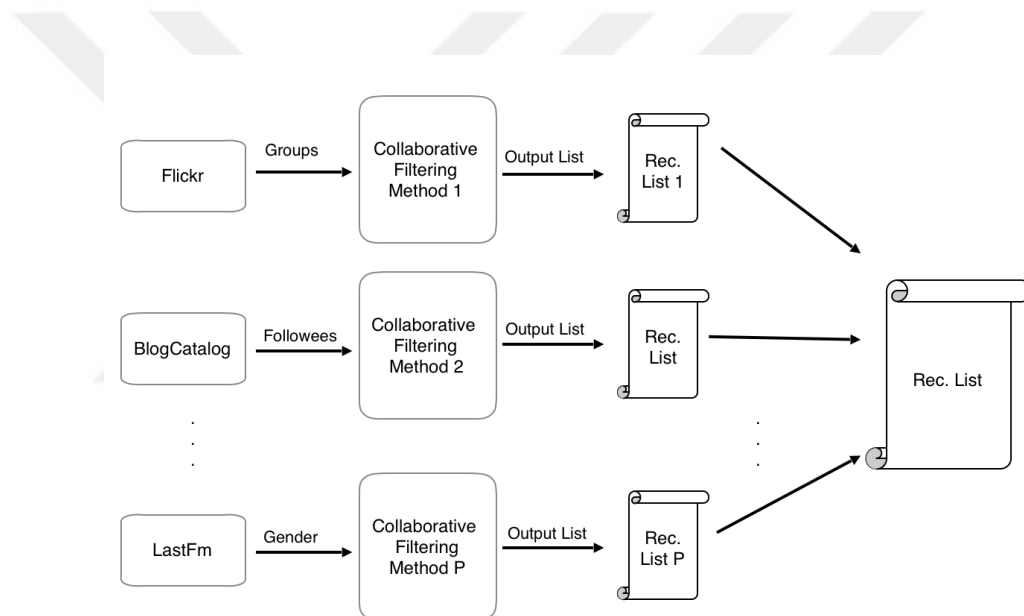 Flickr
Groups
Collaborative
Filtering
Method 1
Output List
Rec.
List 1
BlogCatalog
Followees
Collaborative
Filtering
Method 2
Output List
Rec.
List
Rec. List
LastFm
Gender
Collaborative
Filtering
Method P
Output List
Rec.
List P